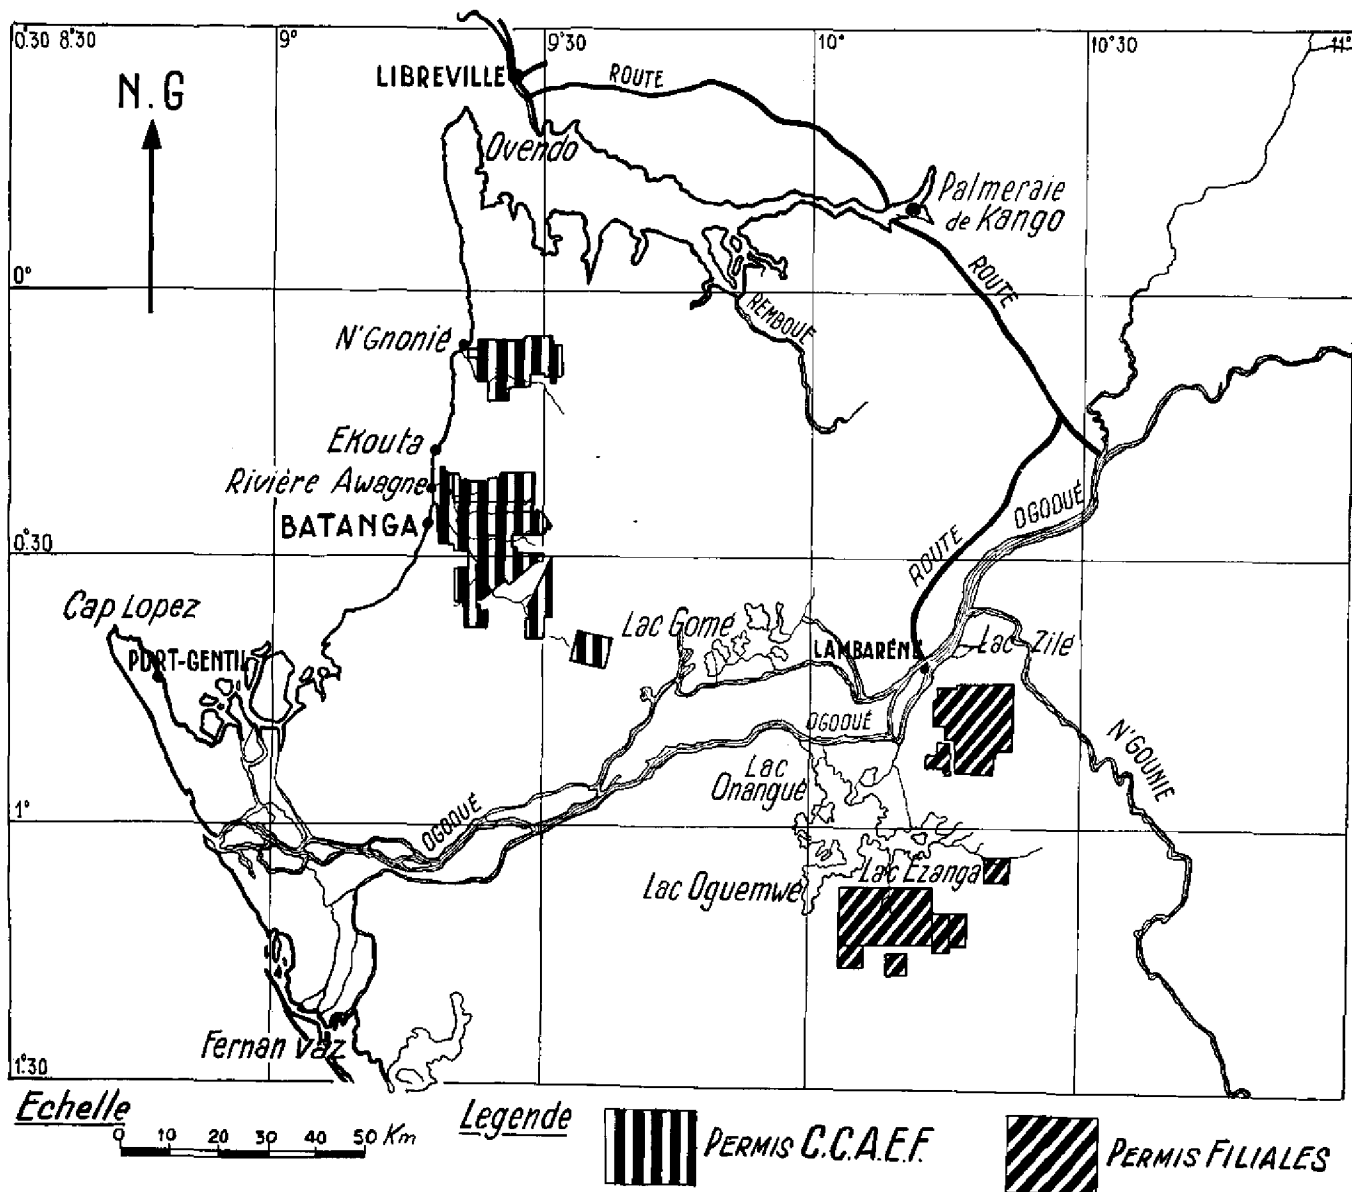 0.30 8°30
9°
9°30
10°
10°30
11°
N.G
LIBREVILLE
ROUTE
Ovendo
Palmeraie
de Kango
0°
ROUTE
REMBOUÉ
N'Gnonié
Ekouta
Rivière Awagne
BATANGA
OGOOUÉ
0°30
ROUTE
Cap Lopez
Lac Gomé
PORT-GENTIL
LAMBARÉNÉ
Lac Zilé
OGOOUÉ
N'GOUNIE
Lac
Onangué
OGOOUÉ
1°
Lac Ezanga
Lac Oguemwé
Fernan Vaz
1°30
Echelle
0 10 20 30 40 50 Km
Legende
PERMIS C.C.A.E.F.
PERMIS FILIALES